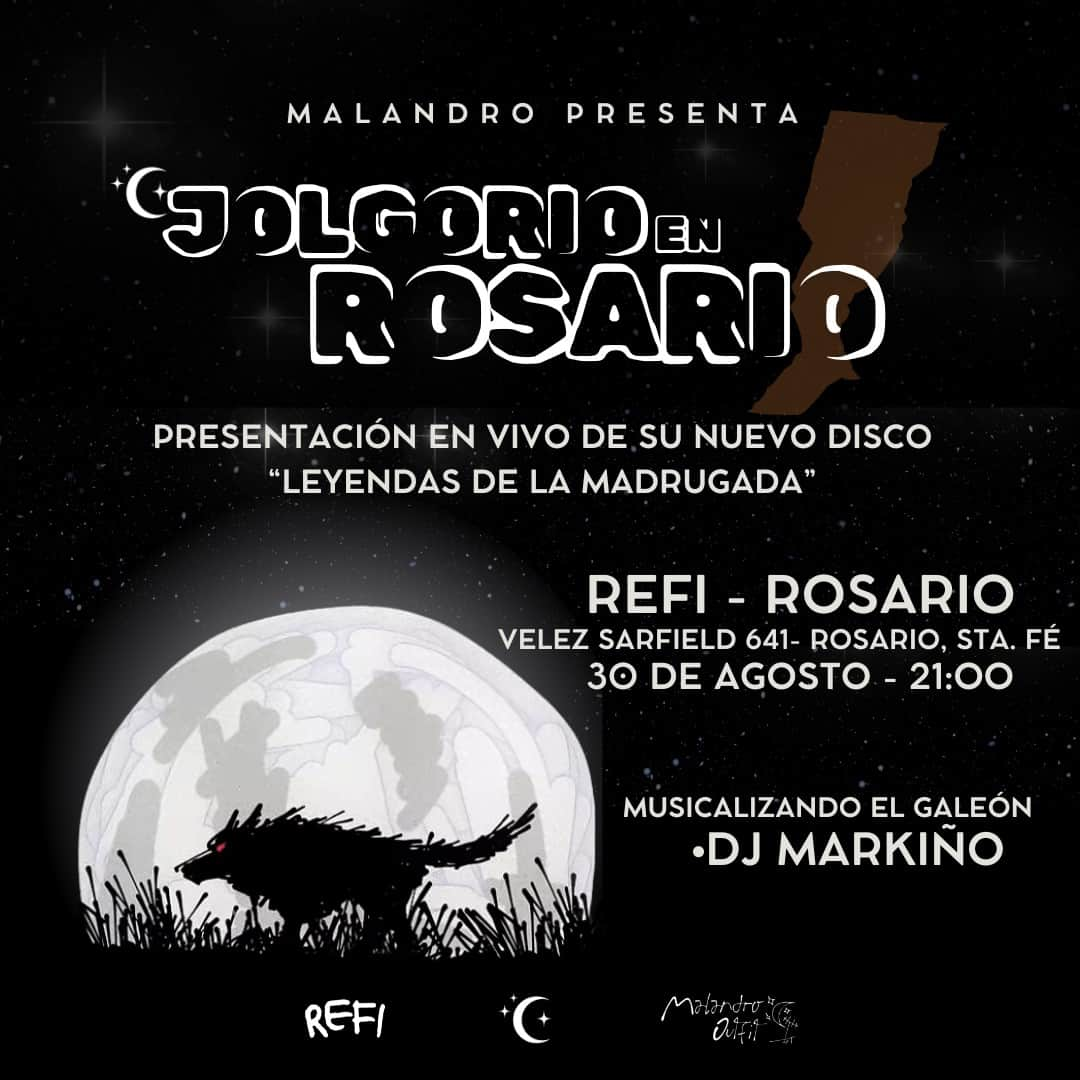 MALANDRO PRESENTA
JOLGORIO EN
ROSARIO
PRESENTACIÓN EN VIVO DE SU NUEVO DISCO
“LEYENDAS DE LA MADRUGADA”
REFI - ROSARIO
VELEZ SARFIELD 641- ROSARIO, STA. FÉ
30 DE AGOSTO - 21:00
MUSICALIZANDO EL GALEÓN
•DJ MARKIÑO
REFI
Malandro
Outfit